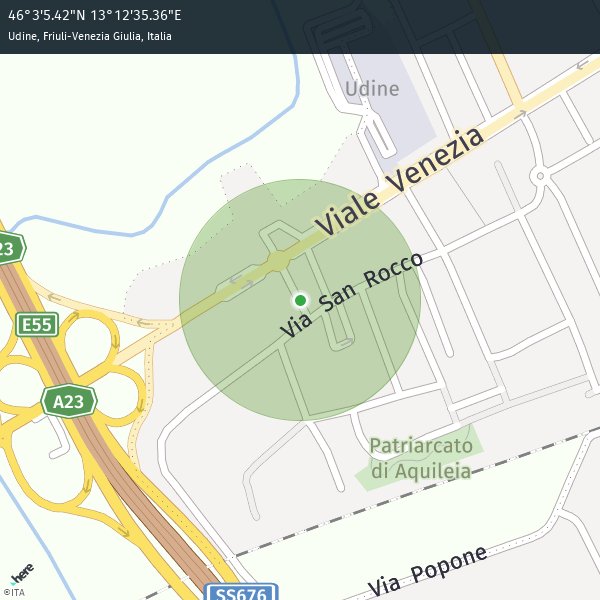 46°3'5.42"N 13°12'35.36"E
Udine, Friuli-Venezia Giulia, Italia
Udine
Viale Venezia
23
Via San Rocco
E55
A23
Patriarcato
di Aquileia
Via Popone
here
©ITA
SS676